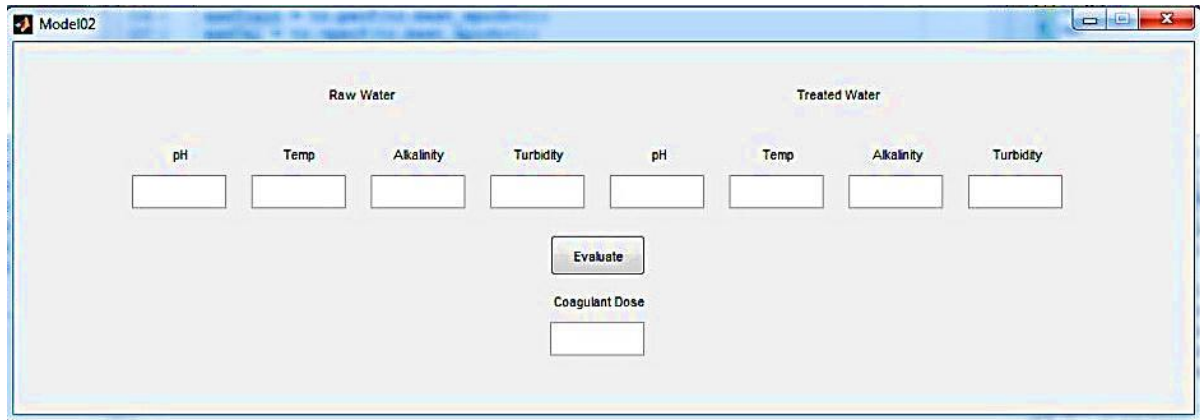 Model02
Raw Water Treated Water
pH Temp Alkalinity Turbidity pH Temp Alkalinity Turbidity
Evaluate
Coagulant Dose